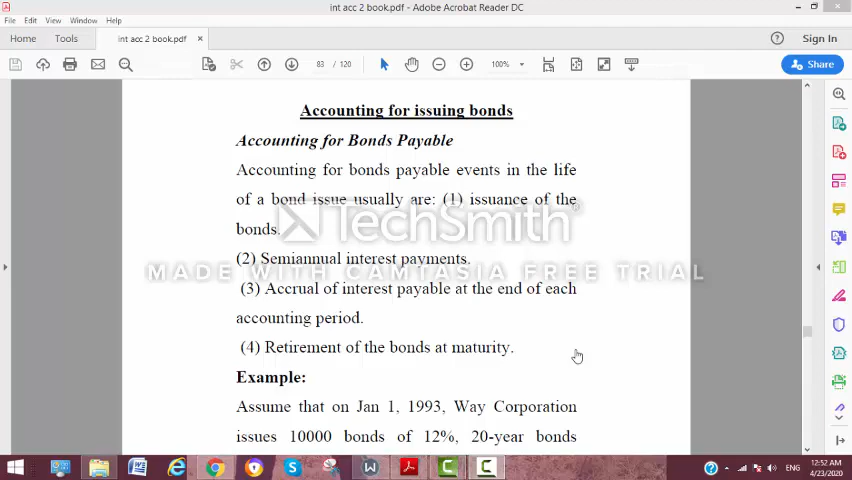 int acc 2 book.pdf - Adobe Acrobat Reader DC
File Edit View Window Help
Home Tools int acc 2 book.pdf × Sign In
83 / 120 100% Share
Accounting for issuing bonds
Accounting for Bonds Payable
Accounting for bonds payable events in the life
of a bond issue usually are: (1) issuance of the
bonds.
TechSmith
(2) Semiannual interest payments.
MADE WITH CAMTASIA FREE TRIAL
(3) Accrual of interest payable at the end of each
accounting period.
(4) Retirement of the bonds at maturity.
Example:
Assume that on Jan 1, 1993, Way Corporation
issues 10000 bonds of 12%, 20-year bonds
ENG
12:52 AM
4/23/2020